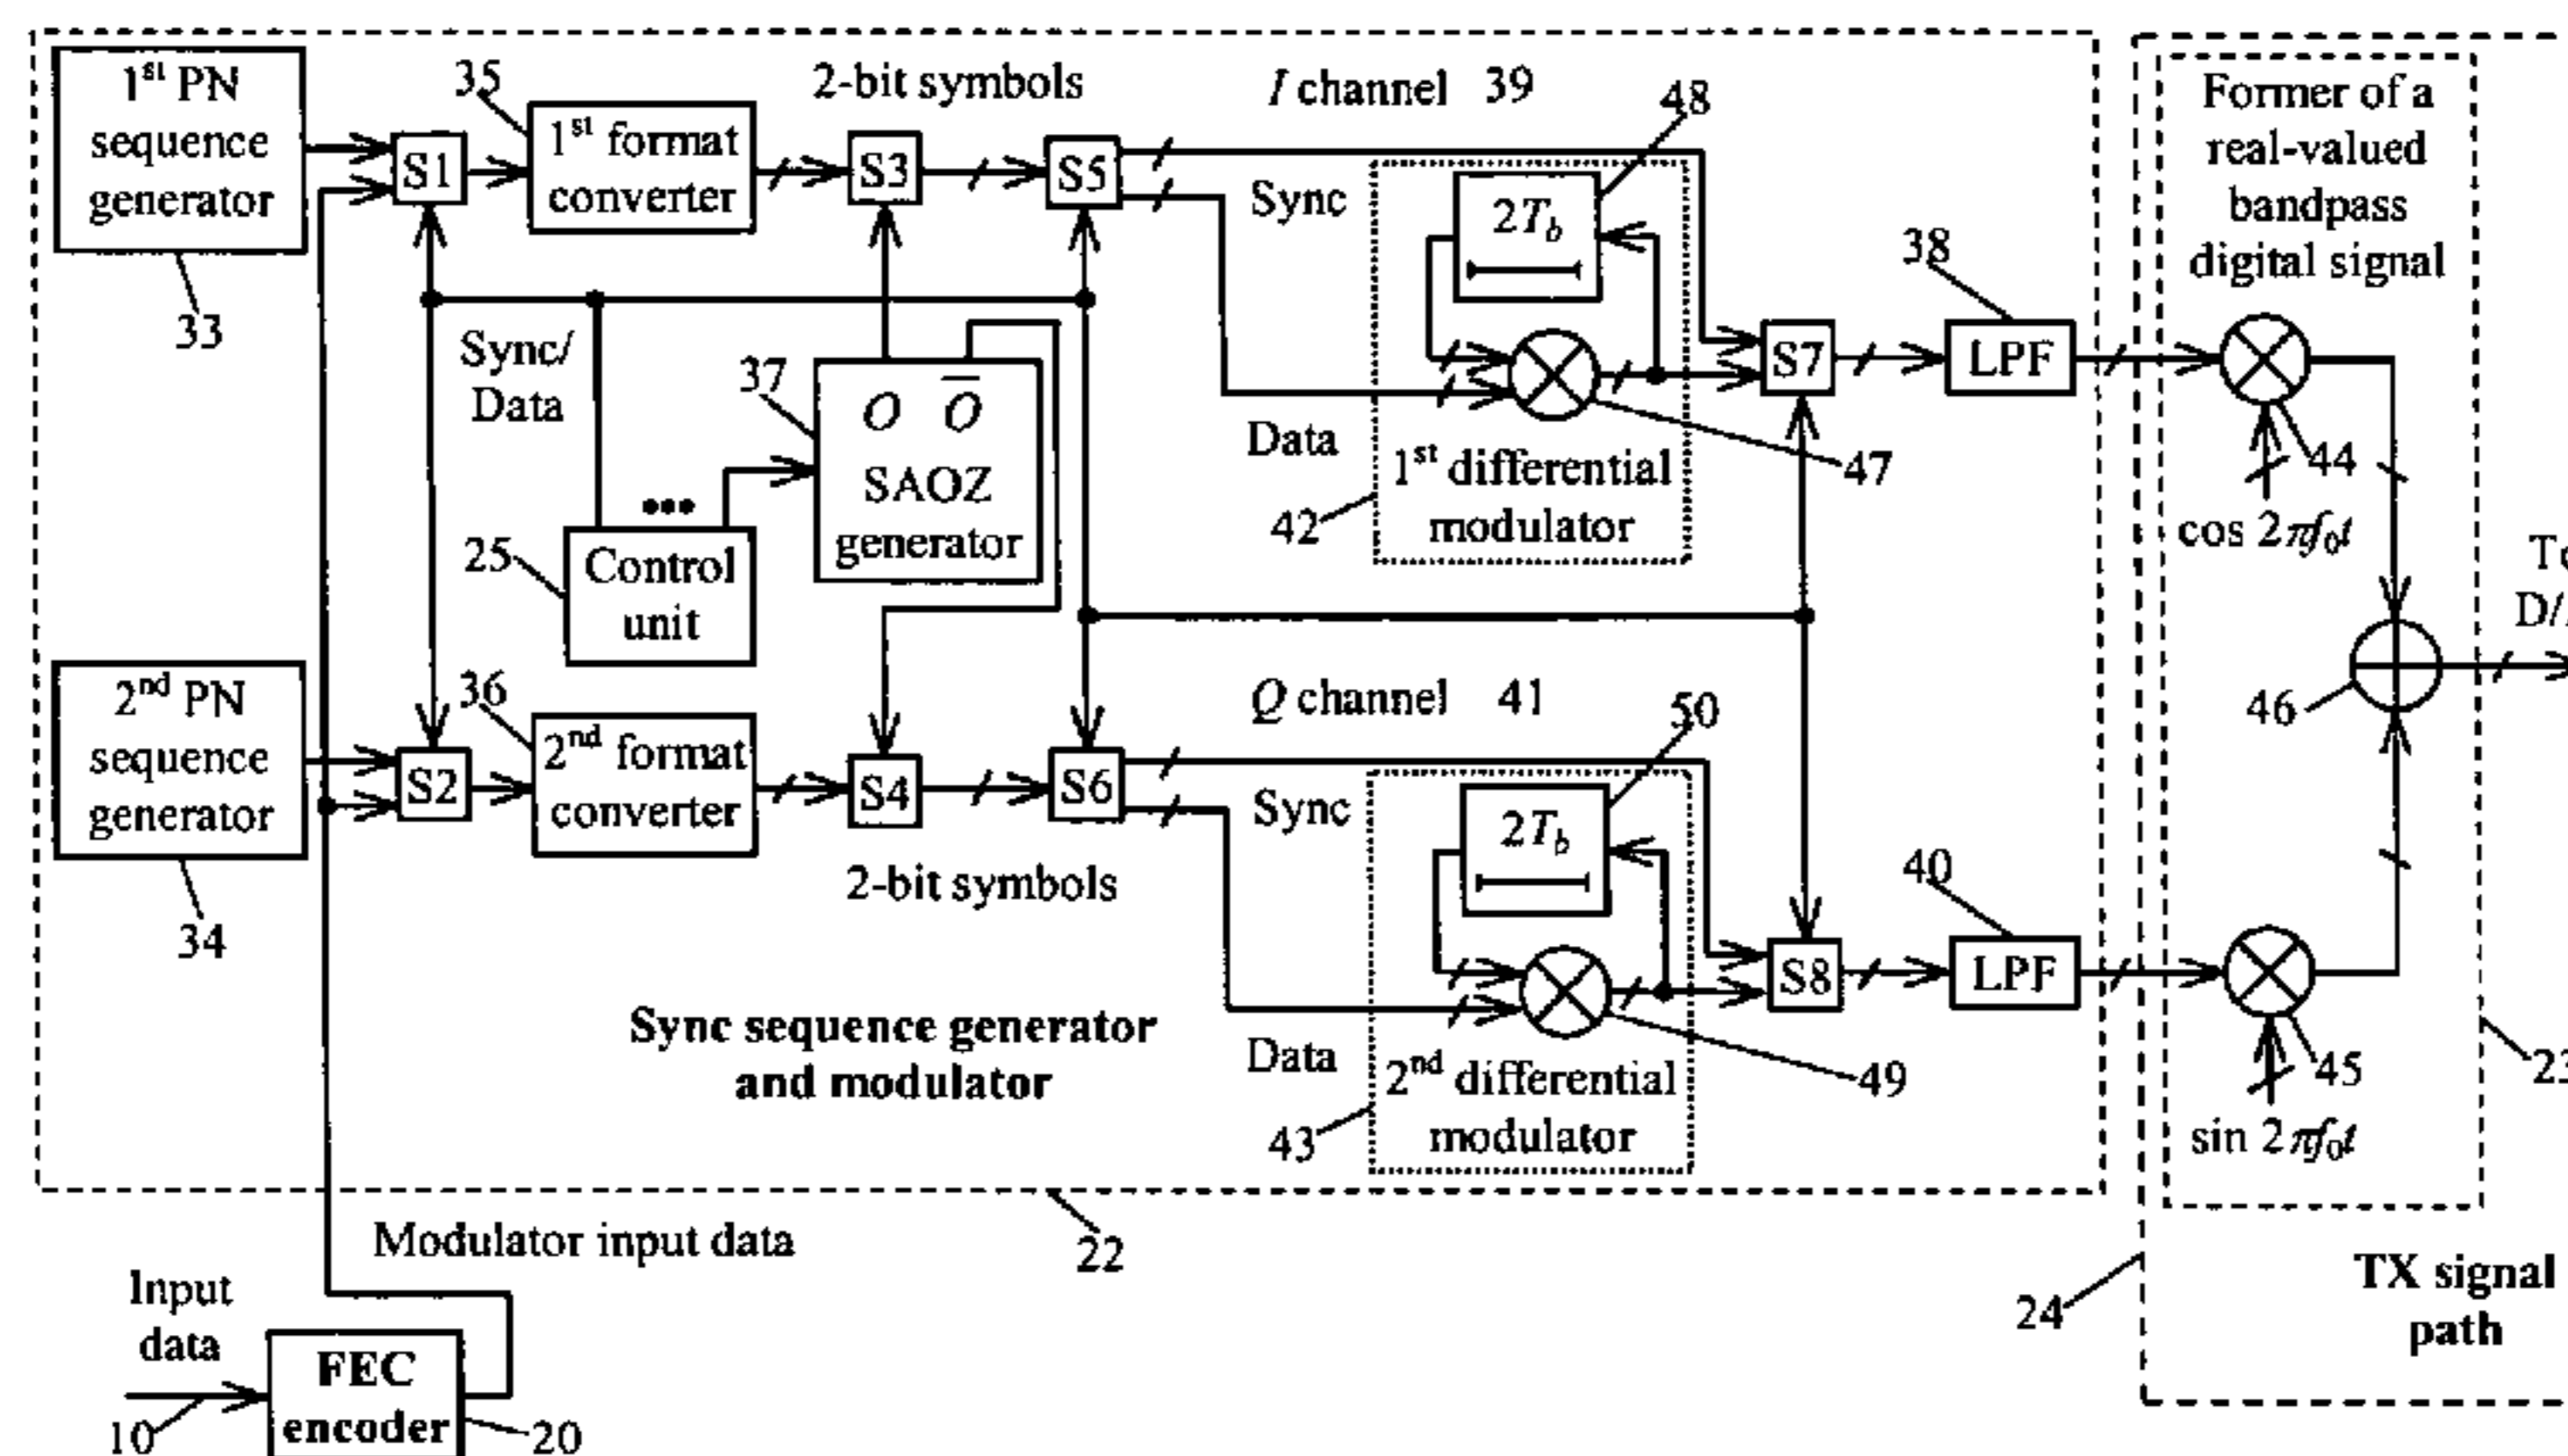 1st PN
sequence
generator
33
35
1st format
converter
2-bit symbols
I channel 39
48
S1
S3
S5
Sync
2Tb
Data
1st differential
modulator
42
47
S7
38
LPF
Former of a
real-valued
bandpass
digital signal
44
cos 2πf0t
Sync/
Data
37
O O̅
SAOZ
generator
25
Control
unit
•••
46
2nd PN
sequence
generator
34
36
2nd format
converter
S2
S4
S6
2-bit symbols
Q channel 41
50
Sync
2Tb
Data
2nd differential
modulator
43
49
S8
40
LPF
45
sin 2πf0t
Sync sequence generator
and modulator
22
Modulator input data
Input
data
10
FEC
encoder
20
24
TX signal
path